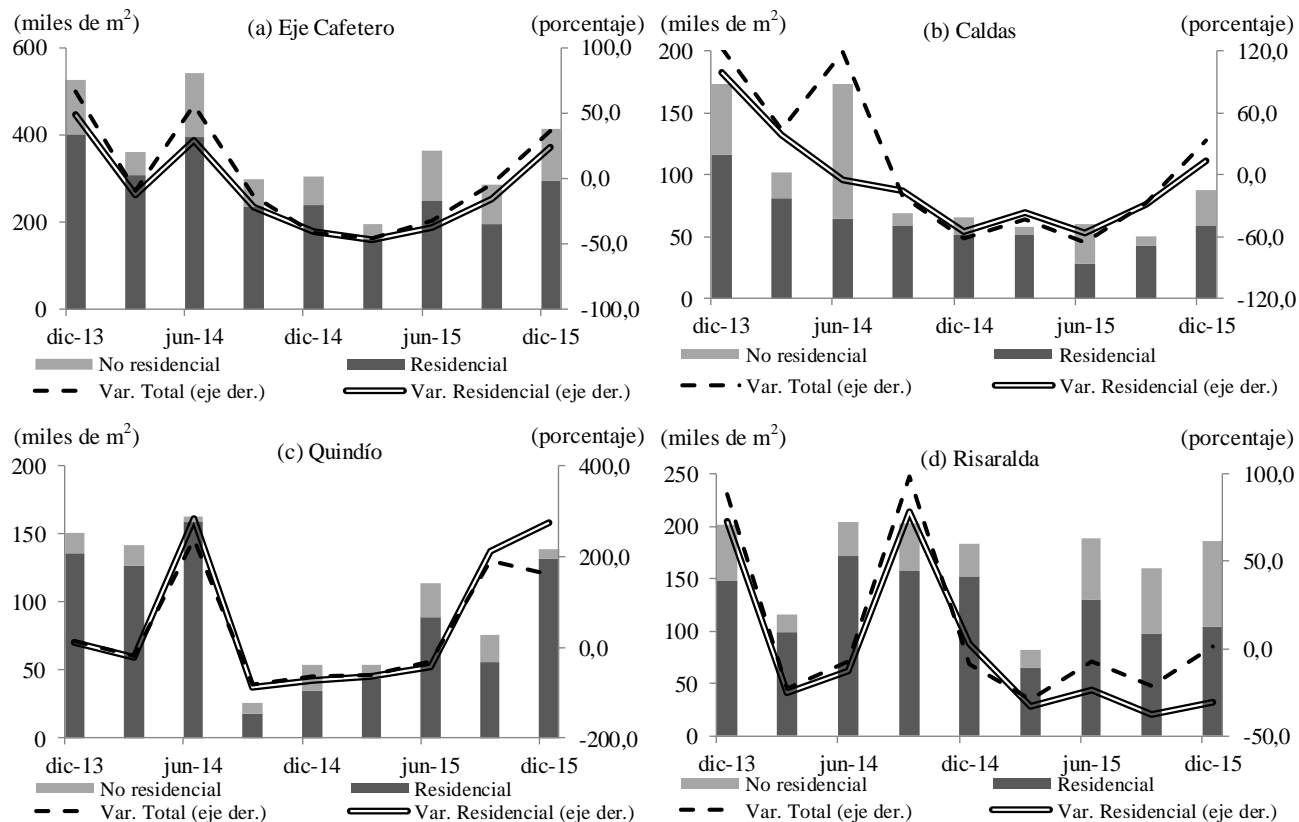 (miles de m²) (a) Eje Cafetero (porcentaje)
600 100,0
50,0
400
0,0
200
-50,0
0 -100,0
dic-13 jun-14 dic-14 jun-15 dic-15
No residencial Residencial
Var. Total (eje der.) Var. Residencial (eje der.)
(miles de m²) (b) Caldas (porcentaje)
200 120,0
150 60,0
100 0,0
50 -60,0
0 -120,0
dic-13 jun-14 dic-14 jun-15 dic-15
No residencial Residencial
Var. Total (eje der.) Var. Residencial (eje der.)
(miles de m²) (c) Quindío (porcentaje)
200 400,0
150
200,0
100
0,0
50
0 -200,0
dic-13 jun-14 dic-14 jun-15 dic-15
No residencial Residencial
Var. Total (eje der.) Var. Residencial (eje der.)
(miles de m²) (d) Risaralda (porcentaje)
250 100,0
200
50,0
150
100 0,0
50
0 -50,0
dic-13 jun-14 dic-14 jun-15 dic-15
No residencial Residencial
Var. Total (eje der.) Var. Residencial (eje der.)